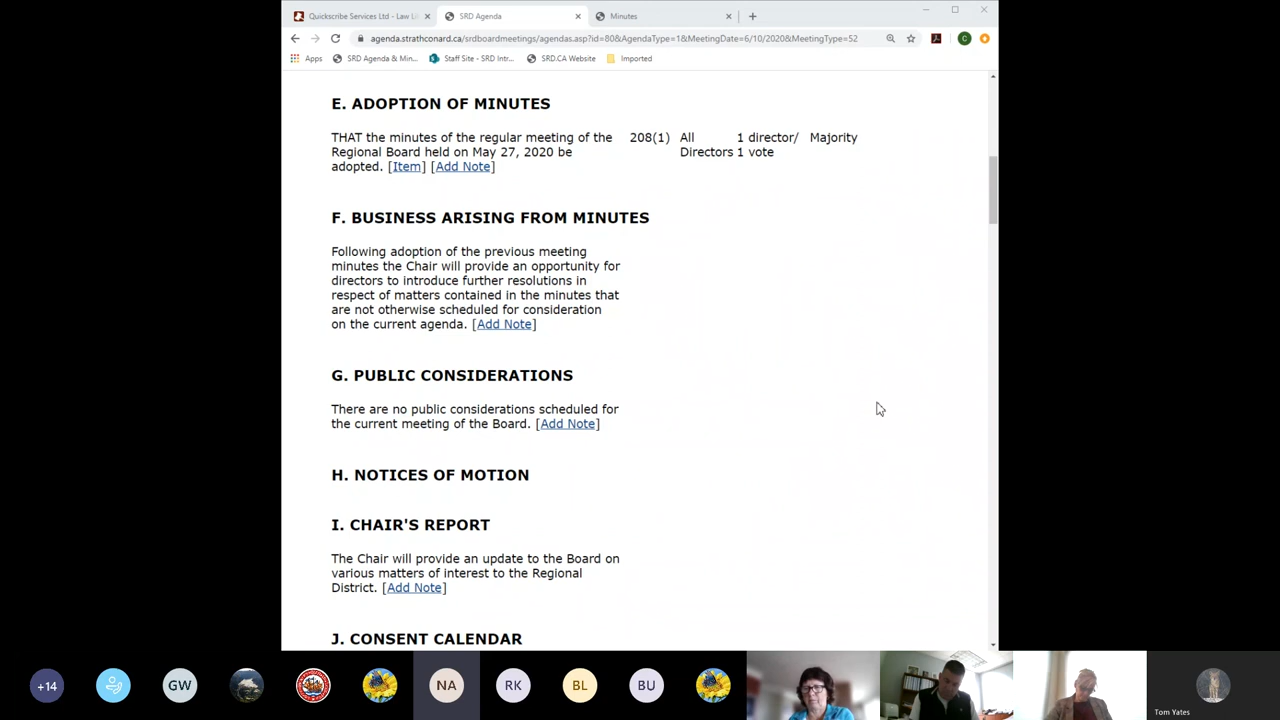 Quickscribe Services Ltd - Law Li
SRD Agenda
Minutes
agenda.strathconard.ca/srdboardmeetings/agendas.asp?id=80&AgendaType=1&MeetingDate=6/10/2020&MeetingType=52
C
Apps
SRD Agenda & Min...
Staff Site - SRD Intr...
SRD.CA Website
Imported
E. ADOPTION OF MINUTES
THAT the minutes of the regular meeting of the 208(1) All 1 director/ Majority
Regional Board held on May 27, 2020 be Directors 1 vote
adopted. [Item] [Add Note]
F. BUSINESS ARISING FROM MINUTES
Following adoption of the previous meeting
minutes the Chair will provide an opportunity for
directors to introduce further resolutions in
respect of matters contained in the minutes that
are not otherwise scheduled for consideration
on the current agenda. [Add Note]
G. PUBLIC CONSIDERATIONS
There are no public considerations scheduled for
the current meeting of the Board. [Add Note]
H. NOTICES OF MOTION
I. CHAIR'S REPORT
The Chair will provide an update to the Board on
various matters of interest to the Regional
District. [Add Note]
J. CONSENT CALENDAR
+14
GW
NA
RK
BL
BU
Tom Yates